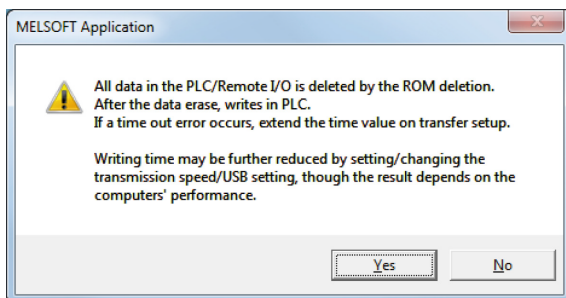 MELSOFT Application
All data in the PLC/Remote I/O is deleted by the ROM deletion.
After the data erase, writes in PLC.
If a time out error occurs, extend the time value on transfer setup.
Writing time may be further reduced by setting/changing the
transmission speed/USB setting, though the result depends on the
computers' performance.
Yes
No